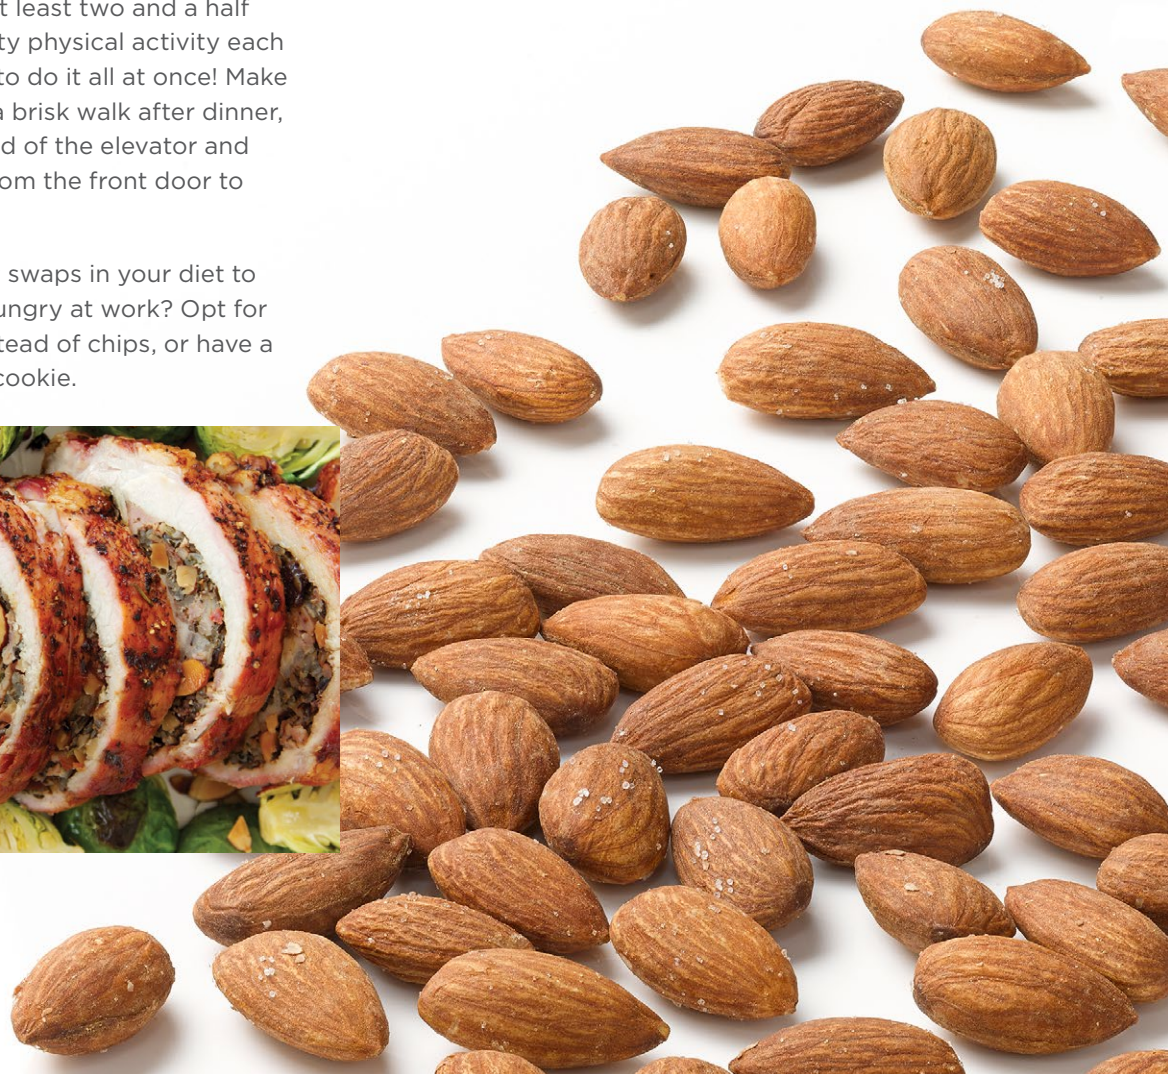 t least two and a half
ty physical activity each
to do it all at once! Make
a brisk walk after dinner,
d of the elevator and
om the front door to
swaps in your diet to
ungry at work? Opt for
tead of chips, or have a
cookie.